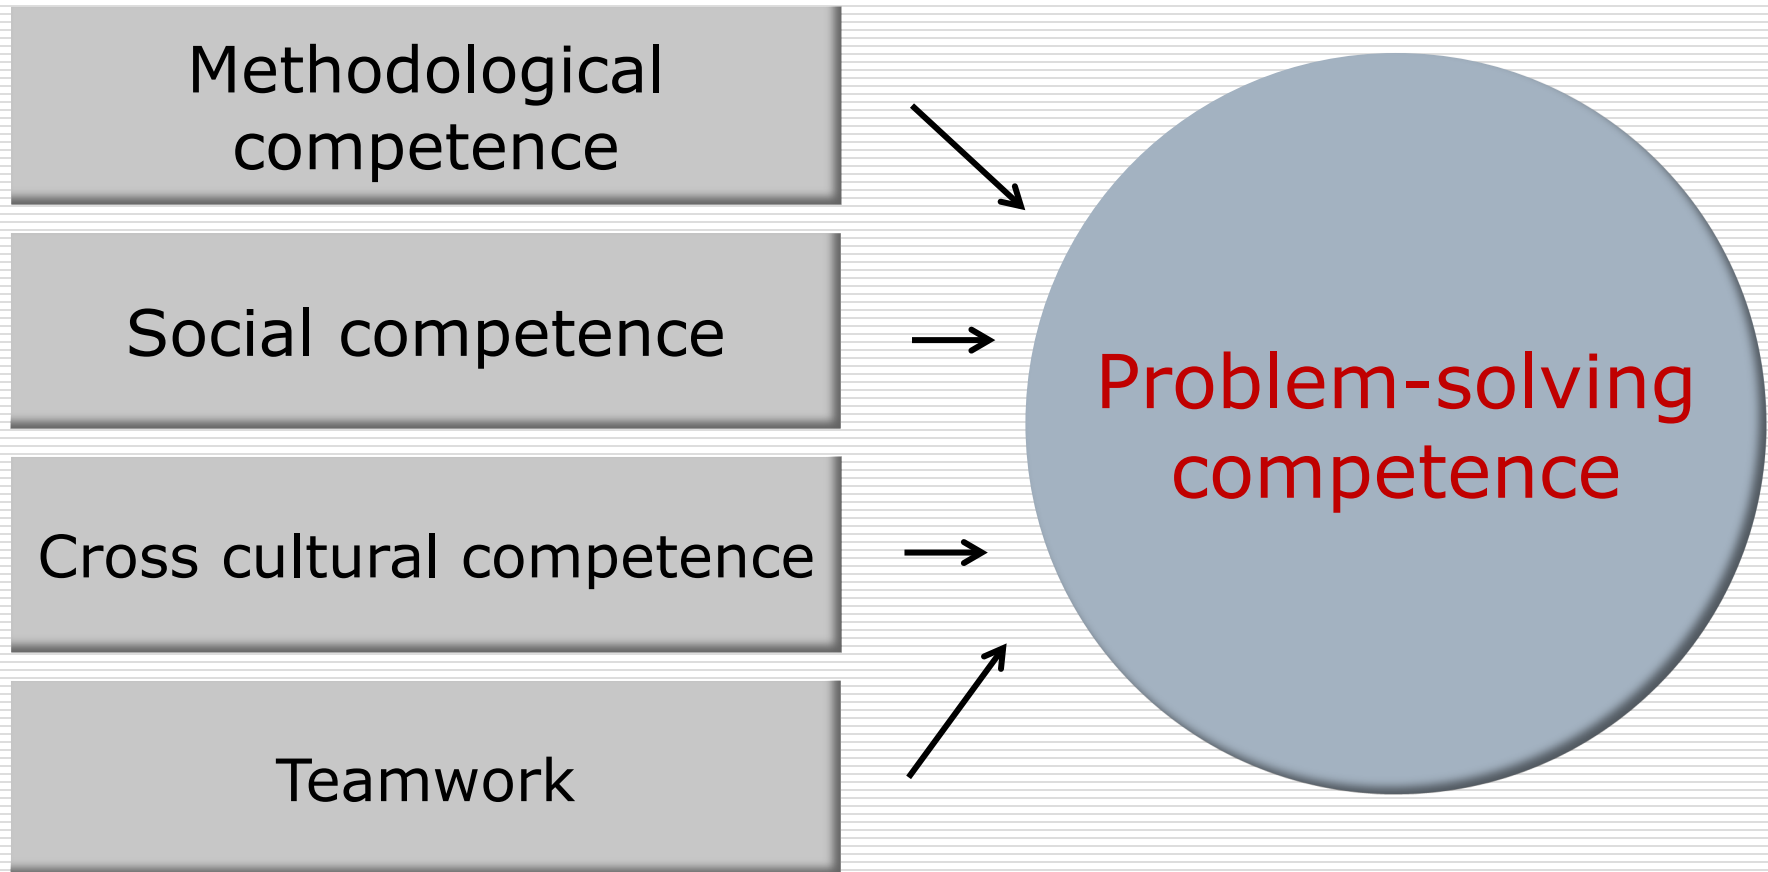 Methodological
competence
Social competence
Cross cultural competence
Teamwork
Problem-solving
competence